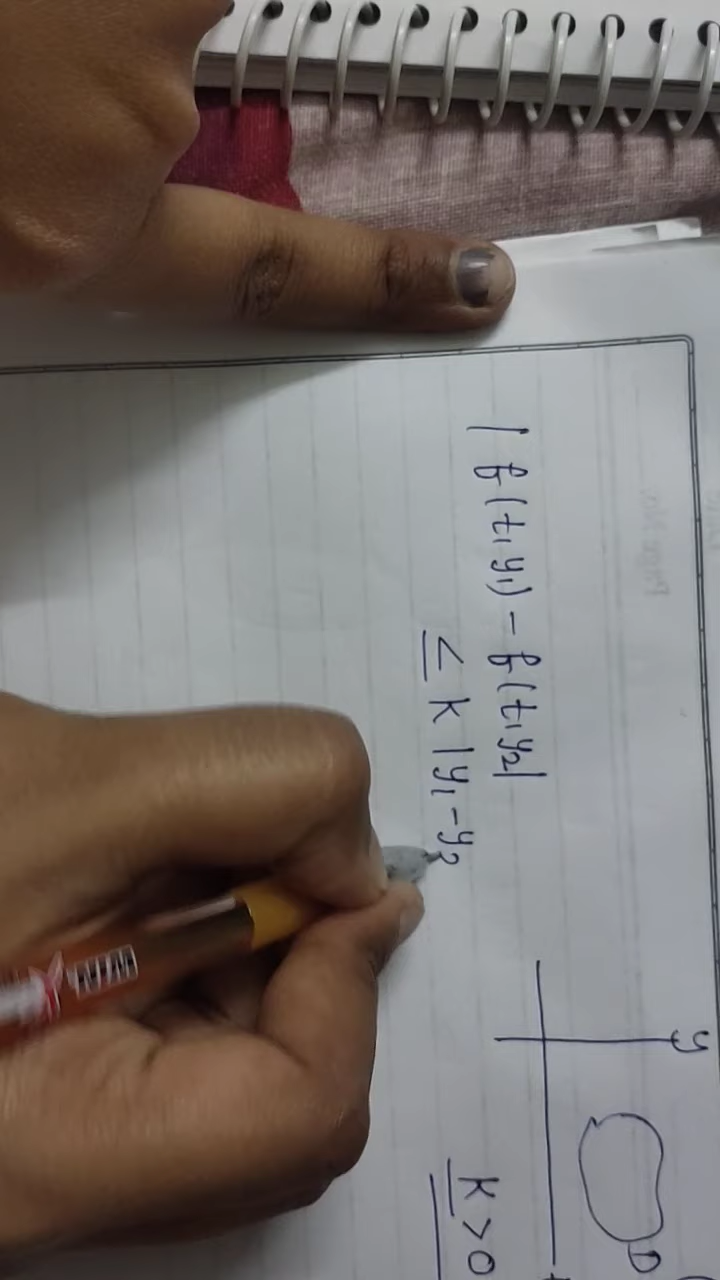 | f(t, y₁) - f(t, y₂|
≤ K | y₁ - y₂
y
D
K > 0